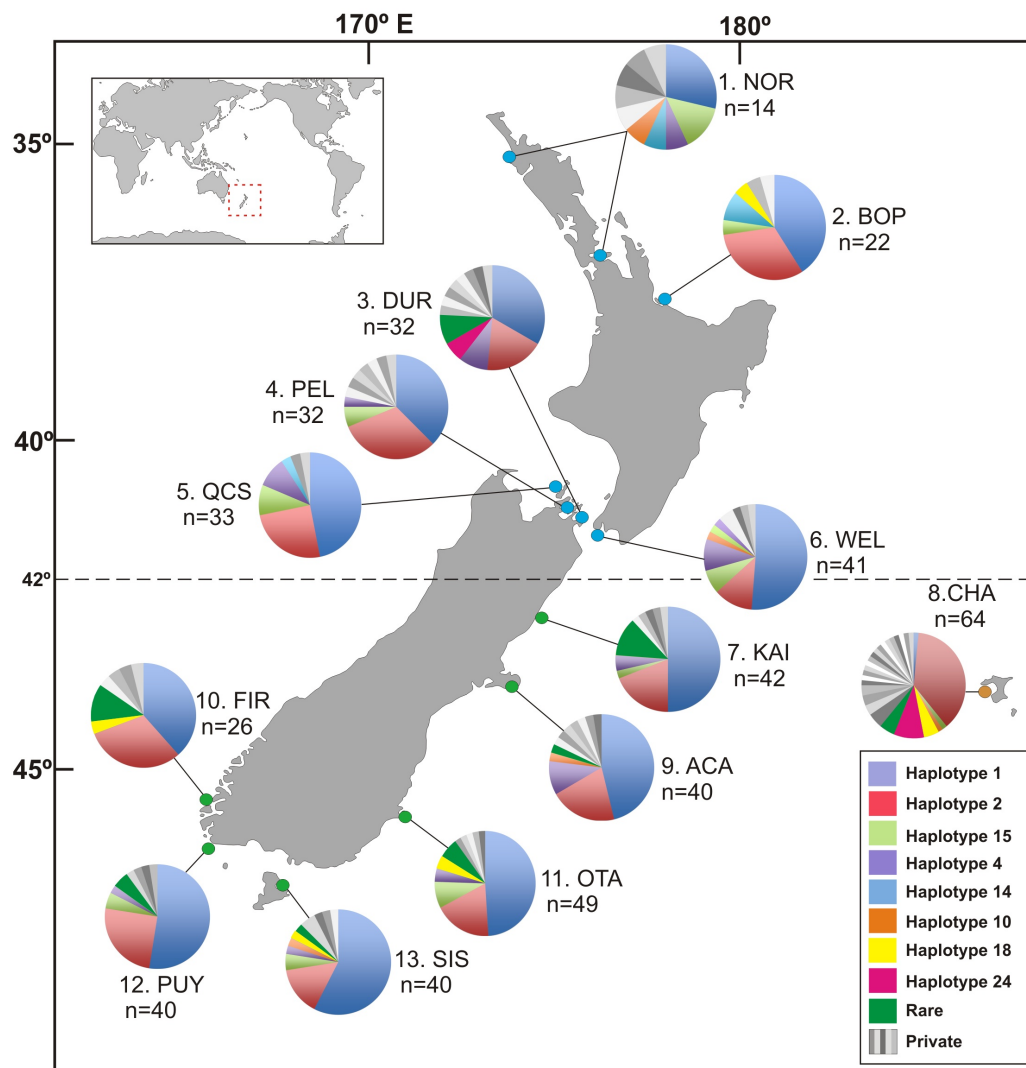 170º E
180º
35º
40º
42º
45º
1. NOR
n=14
2. BOP
n=22
3. DUR
n=32
4. PEL
n=32
5. QCS
n=33
6. WEL
n=41
8.CHA
n=64
7. KAI
n=42
10. FIR
n=26
9. ACA
n=40
11. OTA
n=49
12. PUY
n=40
13. SIS
n=40
Haplotype 1
Haplotype 2
Haplotype 15
Haplotype 4
Haplotype 14
Haplotype 10
Haplotype 18
Haplotype 24
Rare
Private